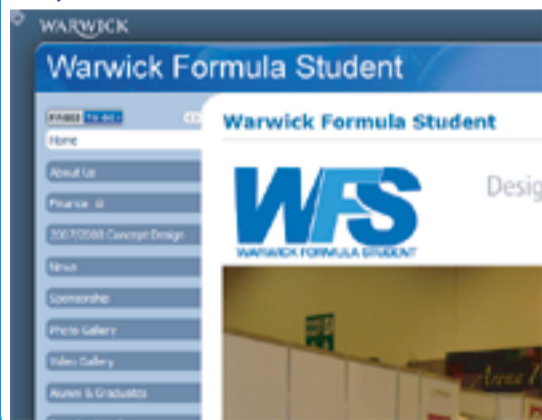 WARWICK
Warwick Formula Student
Home
About Us
Finance
2007/2008 Concept Design
News
Sponsorship
Photo Gallery
Video Gallery
Alumni & Graduates
Warwick Formula Student
WFS
WARWICK FORMULA STUDENT
Desig
Arena